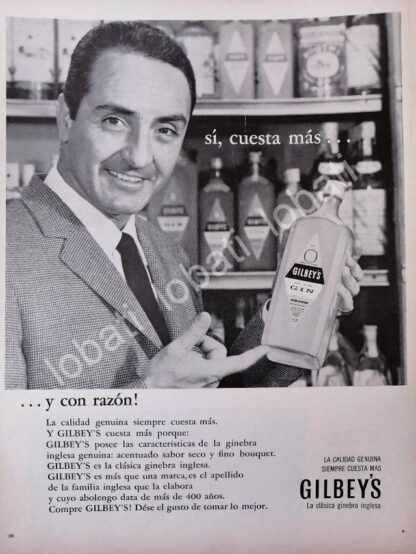 sí, cuesta más...
GILBEY'S
GIN
lobati lobati lobati
...y con razón!
La calidad genuina siempre cuesta más.
Y GILBEY'S cuesta más porque:
GILBEY'S posee las características de la ginebra
inglesa genuina: acentuado sabor seco y fino bouquet.
GILBEY'S es la clásica ginebra inglesa.
GILBEY'S es más que una marca, es el apellido
de la familia inglesa que la elabora
y cuyo abolengo data de más de 400 años.
Compre GILBEY'S! Dése el gusto de tomar lo mejor.
LA CALIDAD GENUINA
SIEMPRE CUESTA MAS
GILBEY'S
La clásica ginebra inglesa